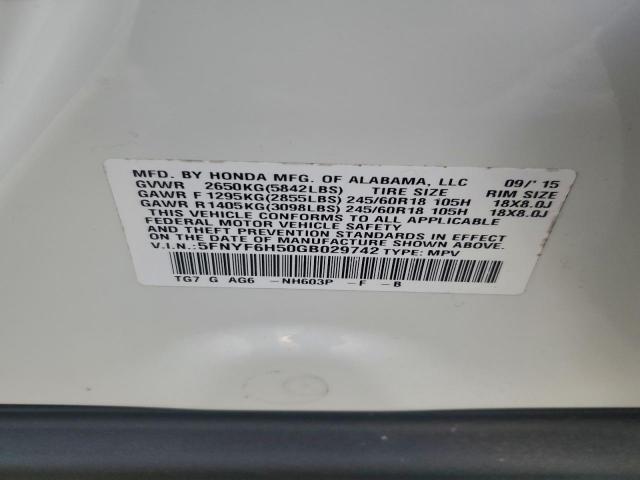 MFD. BY HONDA MFG. OF ALABAMA, LLC 09/'15
GVWR 2650KG(5842LBS) TIRE SIZE RIM SIZE
GAWR F 1295KG(2855LBS) 245/60R18 105H 18X8.0J
GAWR R1405KG(3098LBS) 245/60R18 105H 18X8.0J
THIS VEHICLE CONFORMS TO ALL APPLICABLE
FEDERAL MOTOR VEHICLE SAFETY
THEFT PREVENTION STANDARDS IN EFFECT
ON THE DATE OF MANUFACTURE SHOWN ABOVE.
V.I.N.:5FNYF6H50GB029742 TYPE: MPV
TG7 G AG6 -NH603P -F -B